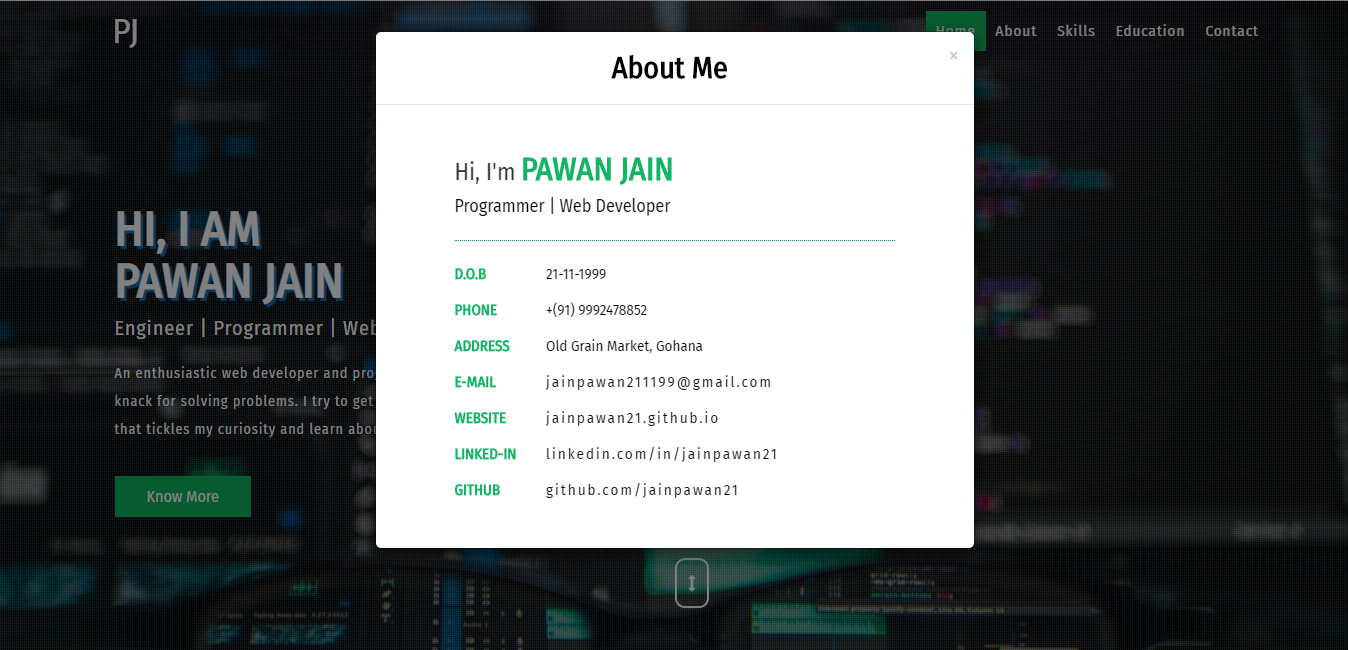 PJ
Home
About
Skills
Education
Contact
About Me
×
Hi, I'm PAWAN JAIN
Programmer | Web Developer
D.O.B 21-11-1999
PHONE +(91) 9992478852
ADDRESS Old Grain Market, Gohana
E-MAIL jainpawan211199@gmail.com
WEBSITE jainpawan21.github.io
LINKED-IN linkedin.com/in/jainpawan21
GITHUB github.com/jainpawan21
HI, I AM
PAWAN JAIN
Engineer | Programmer | Web
An enthusiastic web developer and pro
knack for solving problems. I try to get
that tickles my curiosity and learn abou
Know More